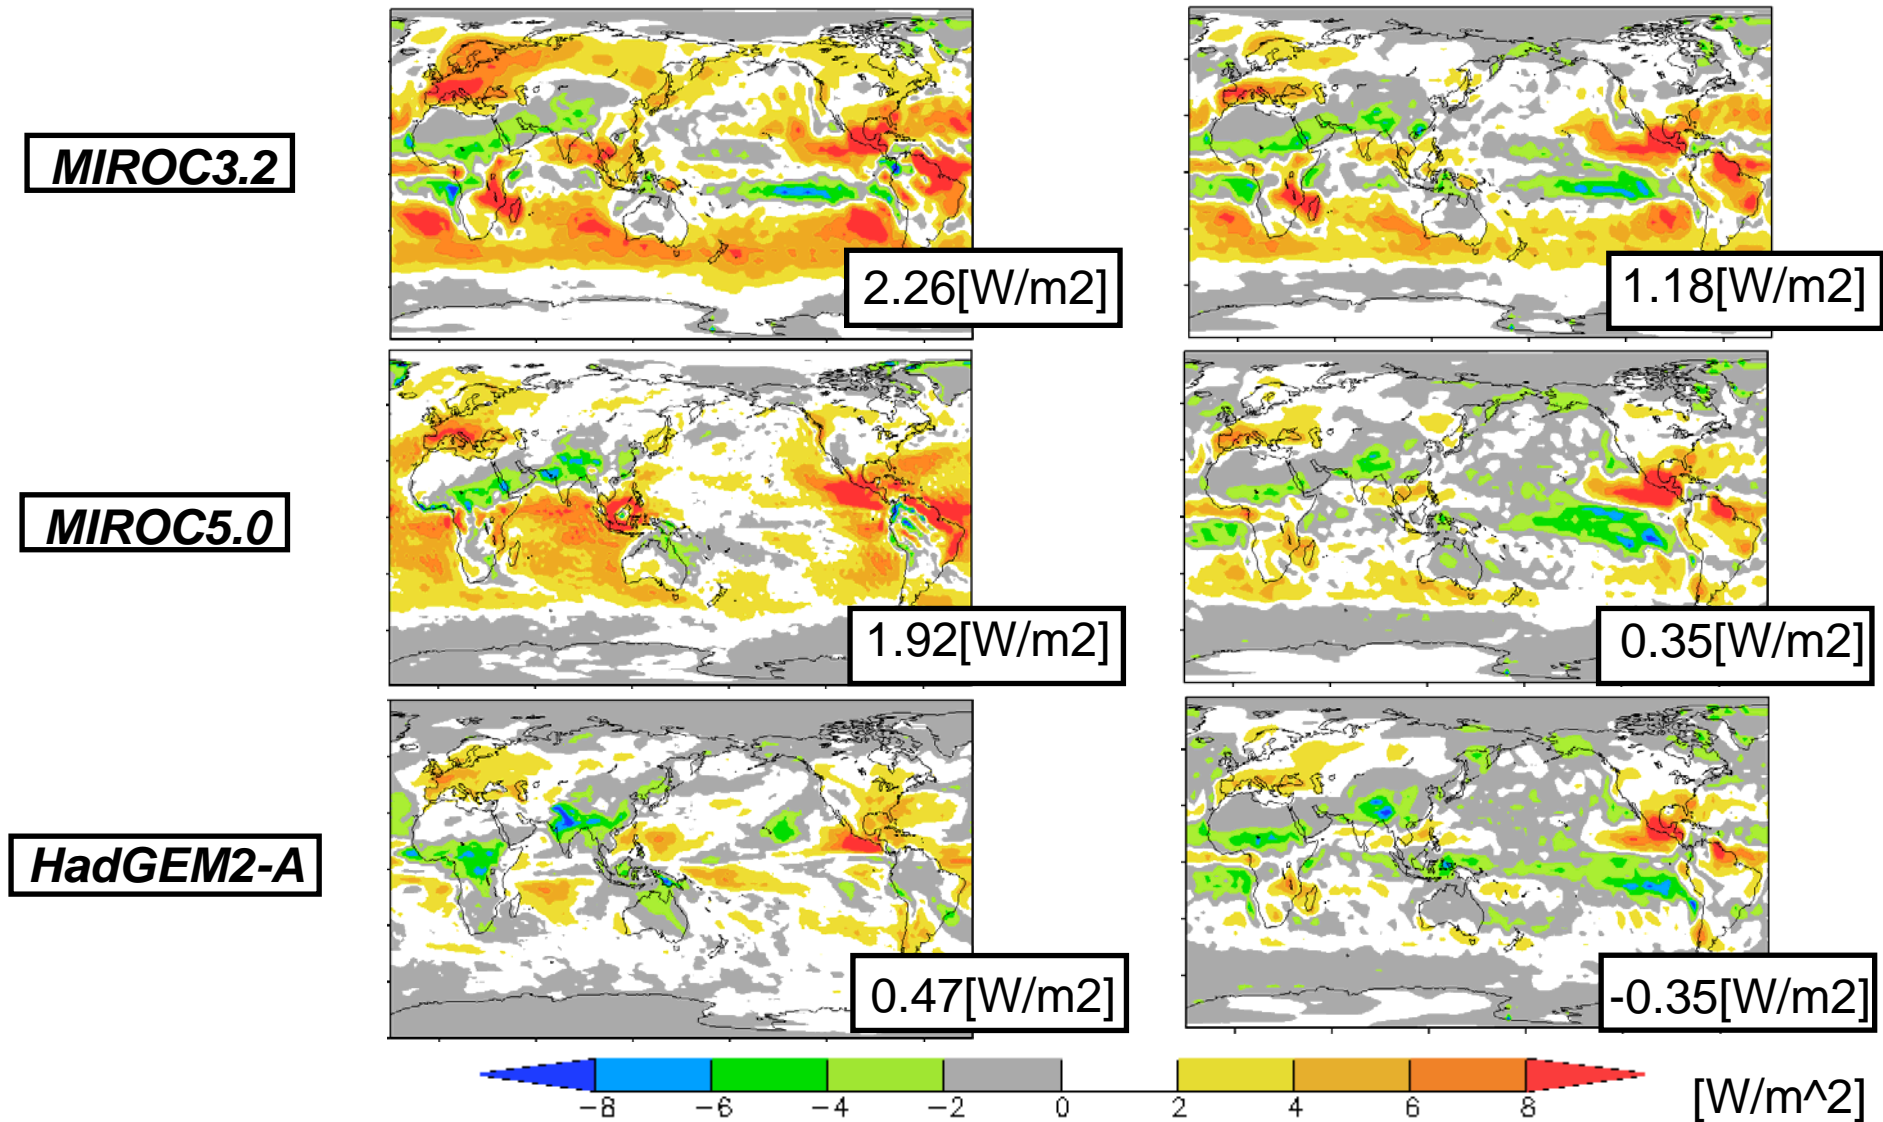 MIROC3.2
2.26[W/m2]
1.18[W/m2]
MIROC5.0
1.92[W/m2]
0.35[W/m2]
HadGEM2-A
0.47[W/m2]
-0.35[W/m2]
−8 −6 −4 −2 0 2 4 6 8
[W/m^2]